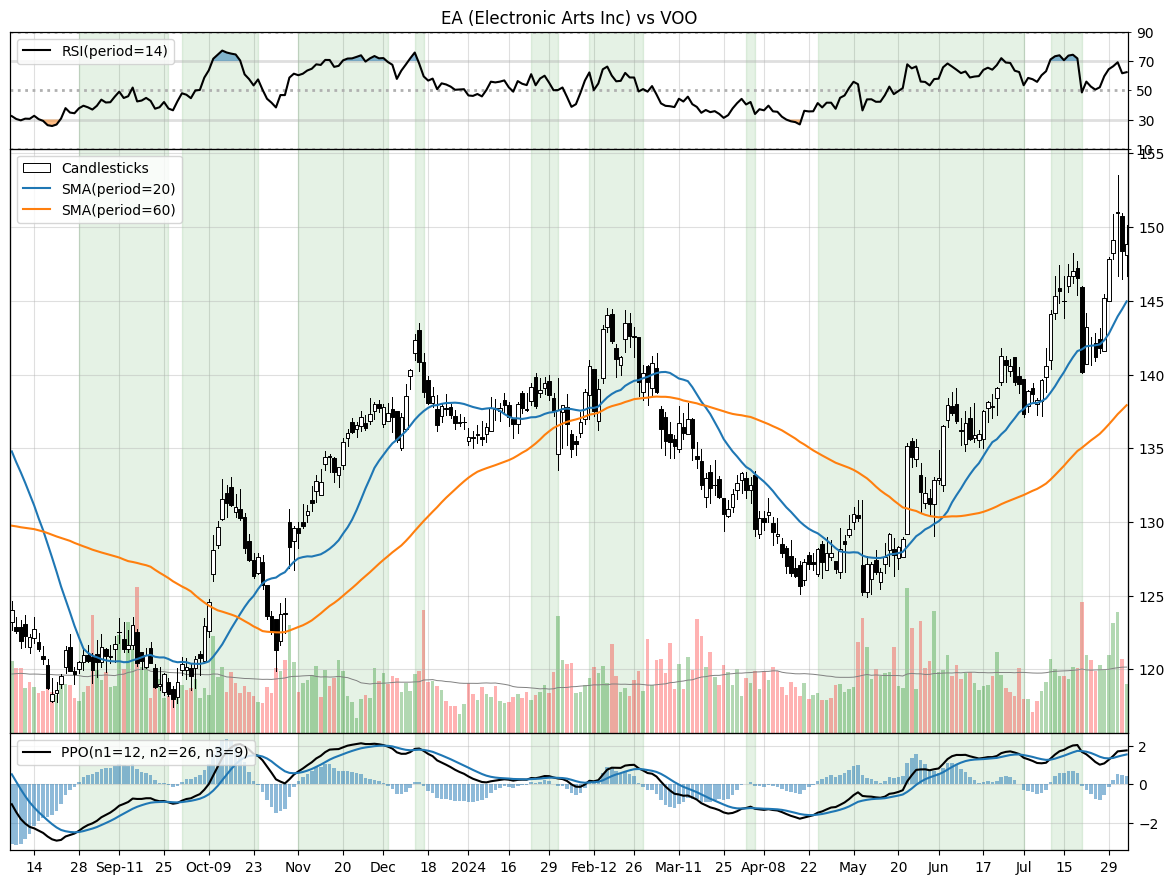 EA (Electronic Arts Inc) vs VOO
RSI(period=14)
90
70
50
30
10
Candlesticks
SMA(period=20)
SMA(period=60)
155
150
145
140
135
130
125
120
PPO(n1=12, n2=26, n3=9)
2
0
−2
14 28 Sep-11 25 Oct-09 23 Nov 20 Dec 18 2024 16 29 Feb-12 26 Mar-11 25 Apr-08 22 May 20 Jun 17 Jul 15 29